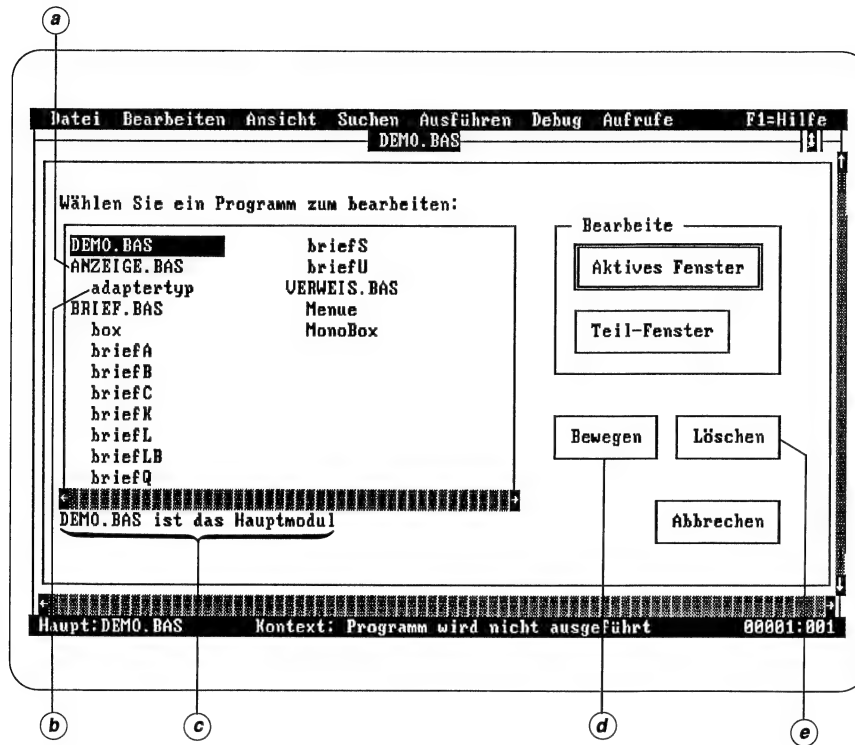 a
Datei Bearbeiten Ansicht Suchen Ausführen Debug Aufrufe F1=Hilfe
DEMO.BAS
Wählen Sie ein Programm zum bearbeiten:
DEMO.BAS
ANZEIGE.BAS
adaptertyp
BRIEF.BAS
box
briefA
briefB
briefC
briefK
briefL
briefLB
briefQ
briefS
briefU
VERWEIS.BAS
Menue
MonoBox
DEMO.BAS ist das Hauptmodul
Bearbeite
Aktives Fenster
Teil-Fenster
Bewegen Löschen
Abbrechen
Haupt:DEMO.BAS Kontext: Programm wird nicht ausgeführt 00001:001
b c d e